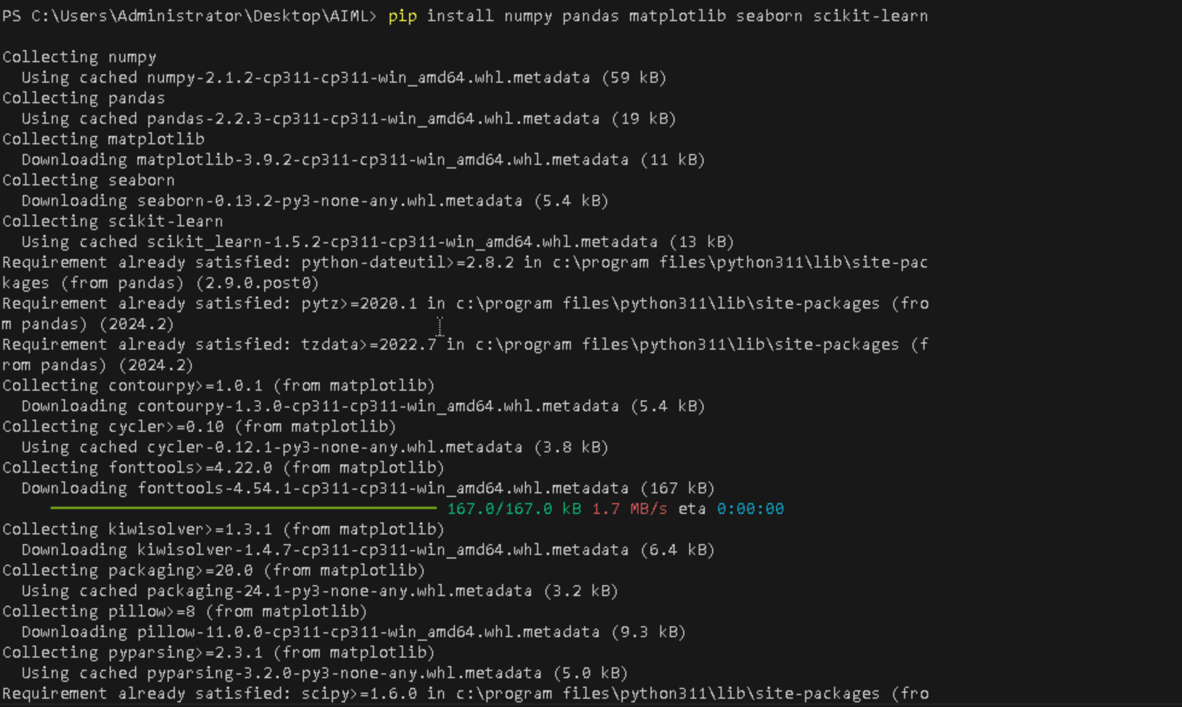 PS C:\Users\Administrator\Desktop\AIML> pip install numpy pandas matplotlib seaborn scikit-learn
Collecting numpy
  Using cached numpy-2.1.2-cp311-cp311-win_amd64.whl.metadata (59 kB)
Collecting pandas
  Using cached pandas-2.2.3-cp311-cp311-win_amd64.whl.metadata (19 kB)
Collecting matplotlib
  Downloading matplotlib-3.9.2-cp311-cp311-win_amd64.whl.metadata (11 kB)
Collecting seaborn
  Downloading seaborn-0.13.2-py3-none-any.whl.metadata (5.4 kB)
Collecting scikit-learn
  Using cached scikit_learn-1.5.2-cp311-cp311-win_amd64.whl.metadata (13 kB)
Requirement already satisfied: python-dateutil>=2.8.2 in c:\program files\python311\lib\site-pac
kages (from pandas) (2.9.0.post0)
Requirement already satisfied: pytz>=2020.1 in c:\program files\python311\lib\site-packages (fro
m pandas) (2024.2)
Requirement already satisfied: tzdata>=2022.7 in c:\program files\python311\lib\site-packages (f
rom pandas) (2024.2)
Collecting contourpy>=1.0.1 (from matplotlib)
  Downloading contourpy-1.3.0-cp311-cp311-win_amd64.whl.metadata (5.4 kB)
Collecting cycler>=0.10 (from matplotlib)
  Using cached cycler-0.12.1-py3-none-any.whl.metadata (3.8 kB)
Collecting fonttools>=4.22.0 (from matplotlib)
  Downloading fonttools-4.54.1-cp311-cp311-win_amd64.whl.metadata (167 kB)
167.0/167.0 kB 1.7 MB/s eta 0:00:00
Collecting kiwisolver>=1.3.1 (from matplotlib)
  Downloading kiwisolver-1.4.7-cp311-cp311-win_amd64.whl.metadata (6.4 kB)
Collecting packaging>=20.0 (from matplotlib)
  Using cached packaging-24.1-py3-none-any.whl.metadata (3.2 kB)
Collecting pillow>=8 (from matplotlib)
  Downloading pillow-11.0.0-cp311-cp311-win_amd64.whl.metadata (9.3 kB)
Collecting pyparsing>=2.3.1 (from matplotlib)
  Using cached pyparsing-3.2.0-py3-none-any.whl.metadata (5.0 kB)
Requirement already satisfied: scipy>=1.6.0 in c:\program files\python311\lib\site-packages (fro